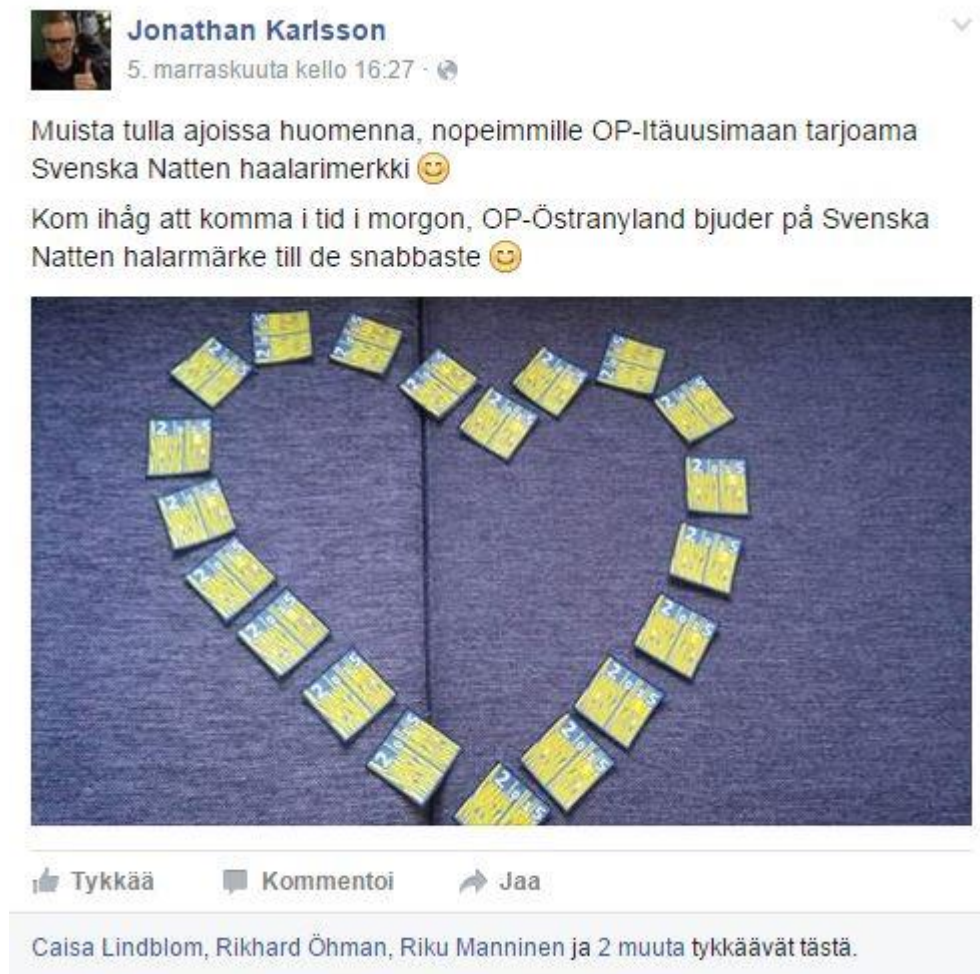 Jonathan Karlsson
5. marraskuuta kello 16:27 ·
Muista tulla ajoissa huomenna, nopeimmille OP-Itäuusimaan tarjoama
Svenska Natten haalarimerkki 😊
Kom ihåg att komma i tid i morgon, OP-Östranyland bjuder på Svenska
Natten halarmärke till de snabbaste 😊
Tykkää Kommentoi Jaa
Caisa Lindblom, Rikhard Öhman, Riku Manninen ja 2 muuta tykkäävät tästä.